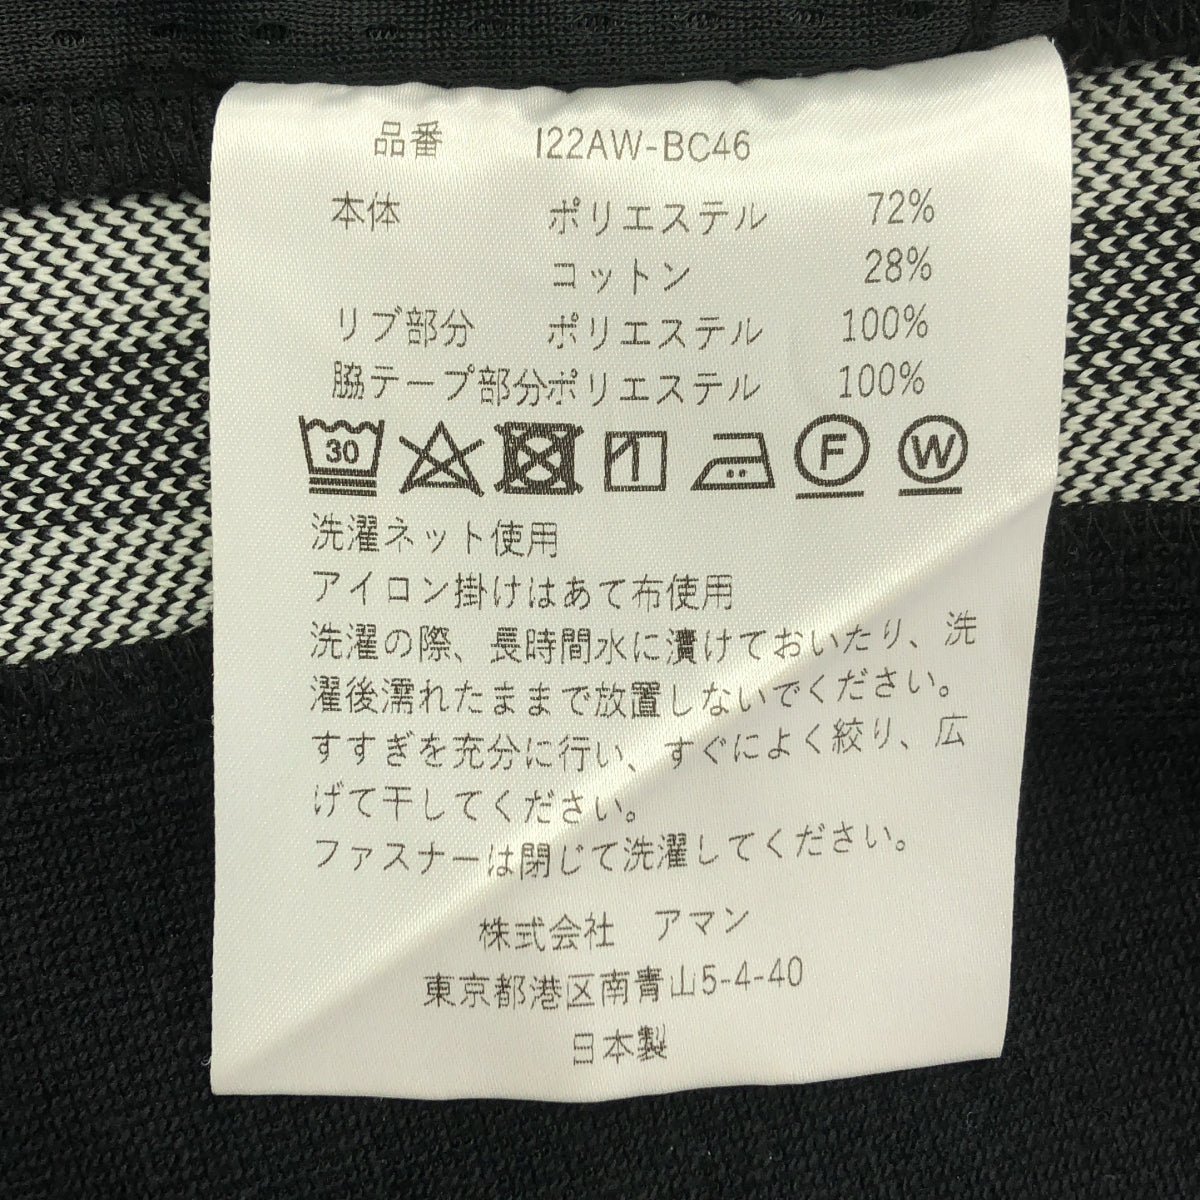 品番 I22AW-BC46
本体 ポリエステル 72%
コットン 28%
リブ部分 ポリエステル 100%
脇テープ部分ポリエステル 100%
30 F W
洗濯ネット使用
アイロン掛けはあて布使用
洗濯の際、長時間水に漬けておいたり、洗
濯後濡れたままで放置しないでください。
すすぎを充分に行い、すぐによく絞り、広
げて干してください。
ファスナーは閉じて洗濯してください。
株式会社 アマン
東京都港区南青山5-4-40
日本製